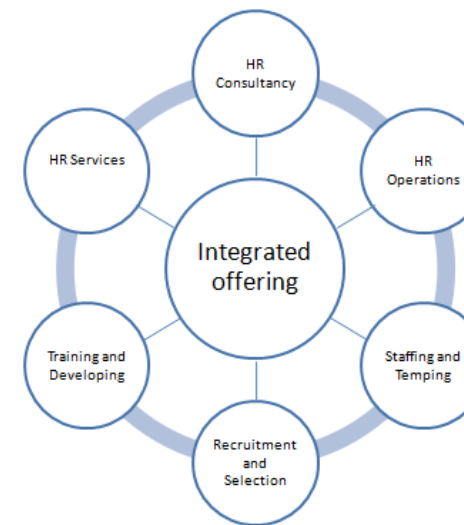 HR
Consultancy
HR Services
HR
Operations
Integrated
offering
Training and
Developing
Staffing and
Temping
Recruitment
and
Selection